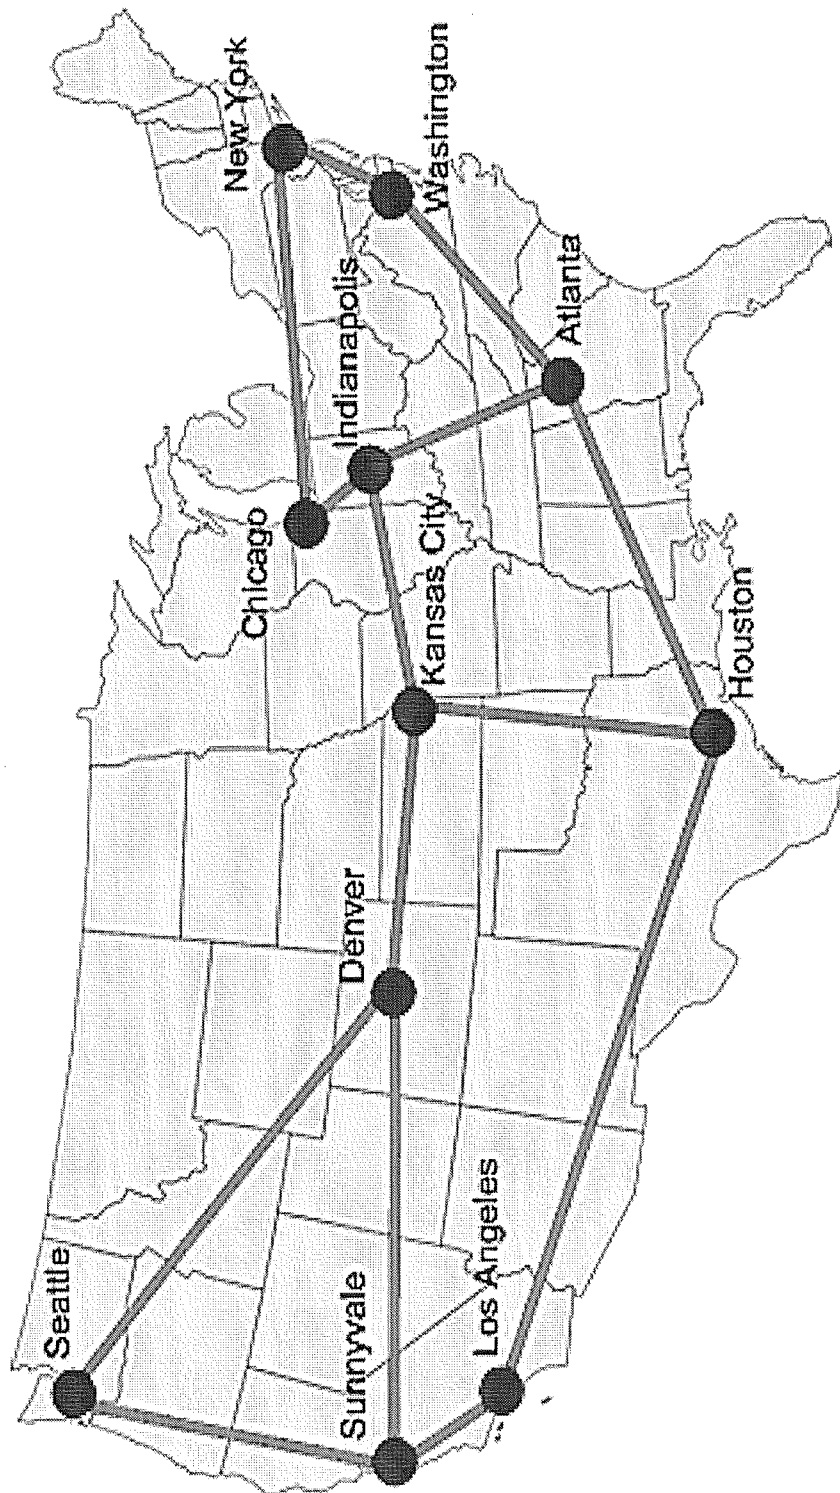 Seattle
New York
Chicago
Indianapolis
Denver
Sunnyvale
Kansas City
Washington
Los Angeles
Atlanta
Houston